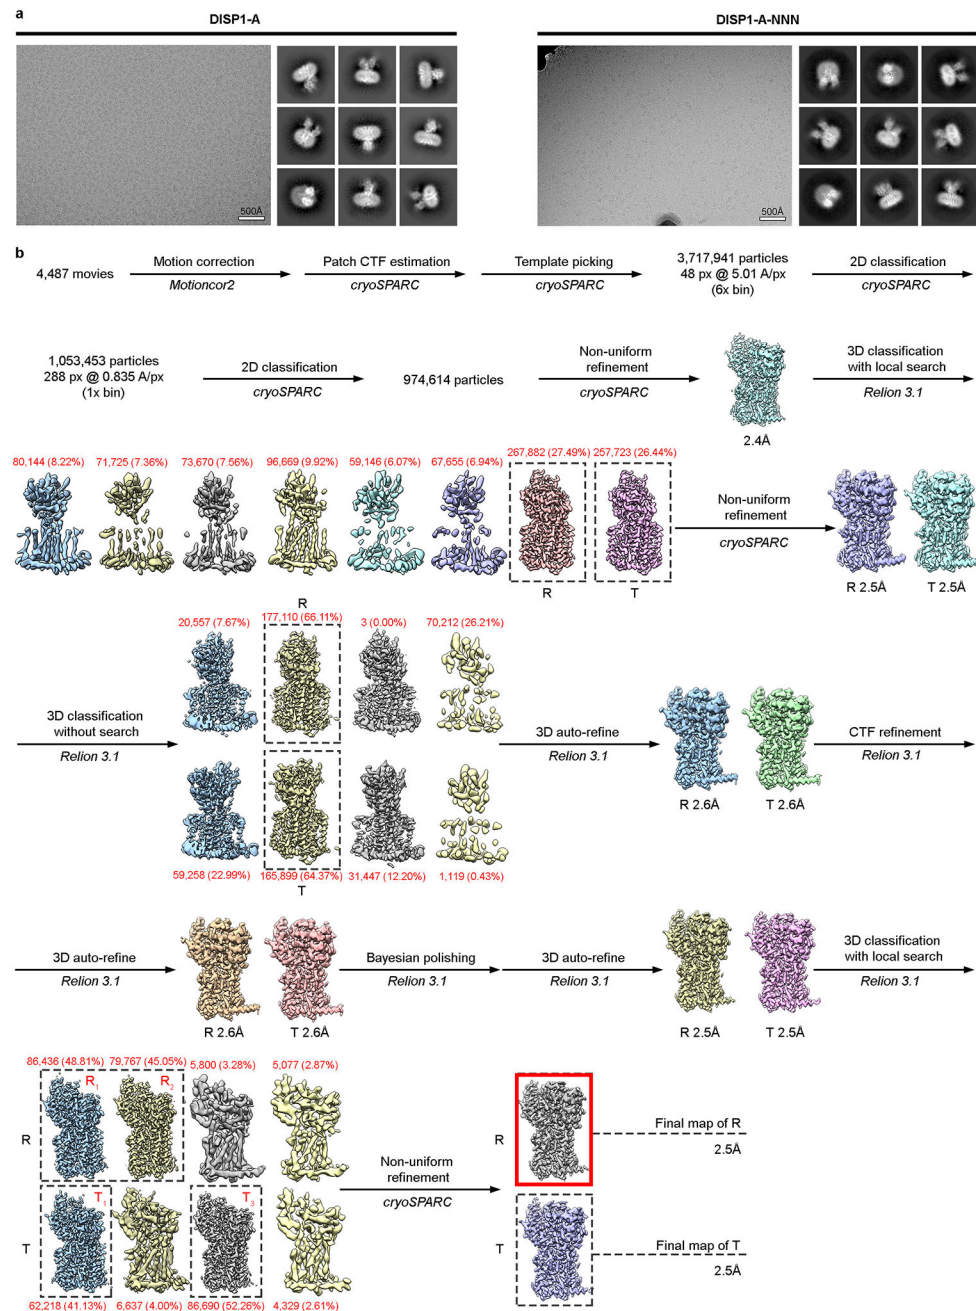 a
DISP1-A
DISP1-A-NNN
500Å
500Å
b
4,487 movies
Motion correction
Motioncor2
Patch CTF estimation
cryoSPARC
Template picking
cryoSPARC
3,717,941 particles
48 px @ 5.01 A/px
(6x bin)
2D classification
cryoSPARC
1,053,453 particles
288 px @ 0.835 A/px
(1x bin)
2D classification
cryoSPARC
974,614 particles
Non-uniform
refinement
cryoSPARC
2.4Å
3D classification
with local search
Relion 3.1
80,144 (8.22%)
71,725 (7.36%)
73,670 (7.56%)
96,669 (9.92%)
59,146 (6.07%)
67,655 (6.94%)
267,882 (27.49%)
257,723 (26.44%)
R
T
Non-uniform
refinement
cryoSPARC
R 2.5Å
T 2.5Å
3D classification
without search
Relion 3.1
R
20,557 (7.67%)
177,110 (66.11%)
3 (0.00%)
70,212 (26.21%)
59,258 (22.99%)
165,899 (64.37%)
31,447 (12.20%)
1,119 (0.43%)
T
3D auto-refine
Relion 3.1
R 2.6Å
T 2.6Å
CTF refinement
Relion 3.1
3D auto-refine
Relion 3.1
R 2.6Å
T 2.6Å
Bayesian polishing
Relion 3.1
3D auto-refine
Relion 3.1
R 2.5Å
T 2.5Å
3D classification
with local search
Relion 3.1
86,436 (48.81%)
79,767 (45.05%)
5,800 (3.28%)
5,077 (2.87%)
R
R1
R2
T
T1
T3
62,218 (41.13%)
6,637 (4.00%)
86,690 (52.26%)
4,329 (2.61%)
Non-uniform
refinement
cryoSPARC
R
Final map of R
2.5Å
T
Final map of T
2.5Å